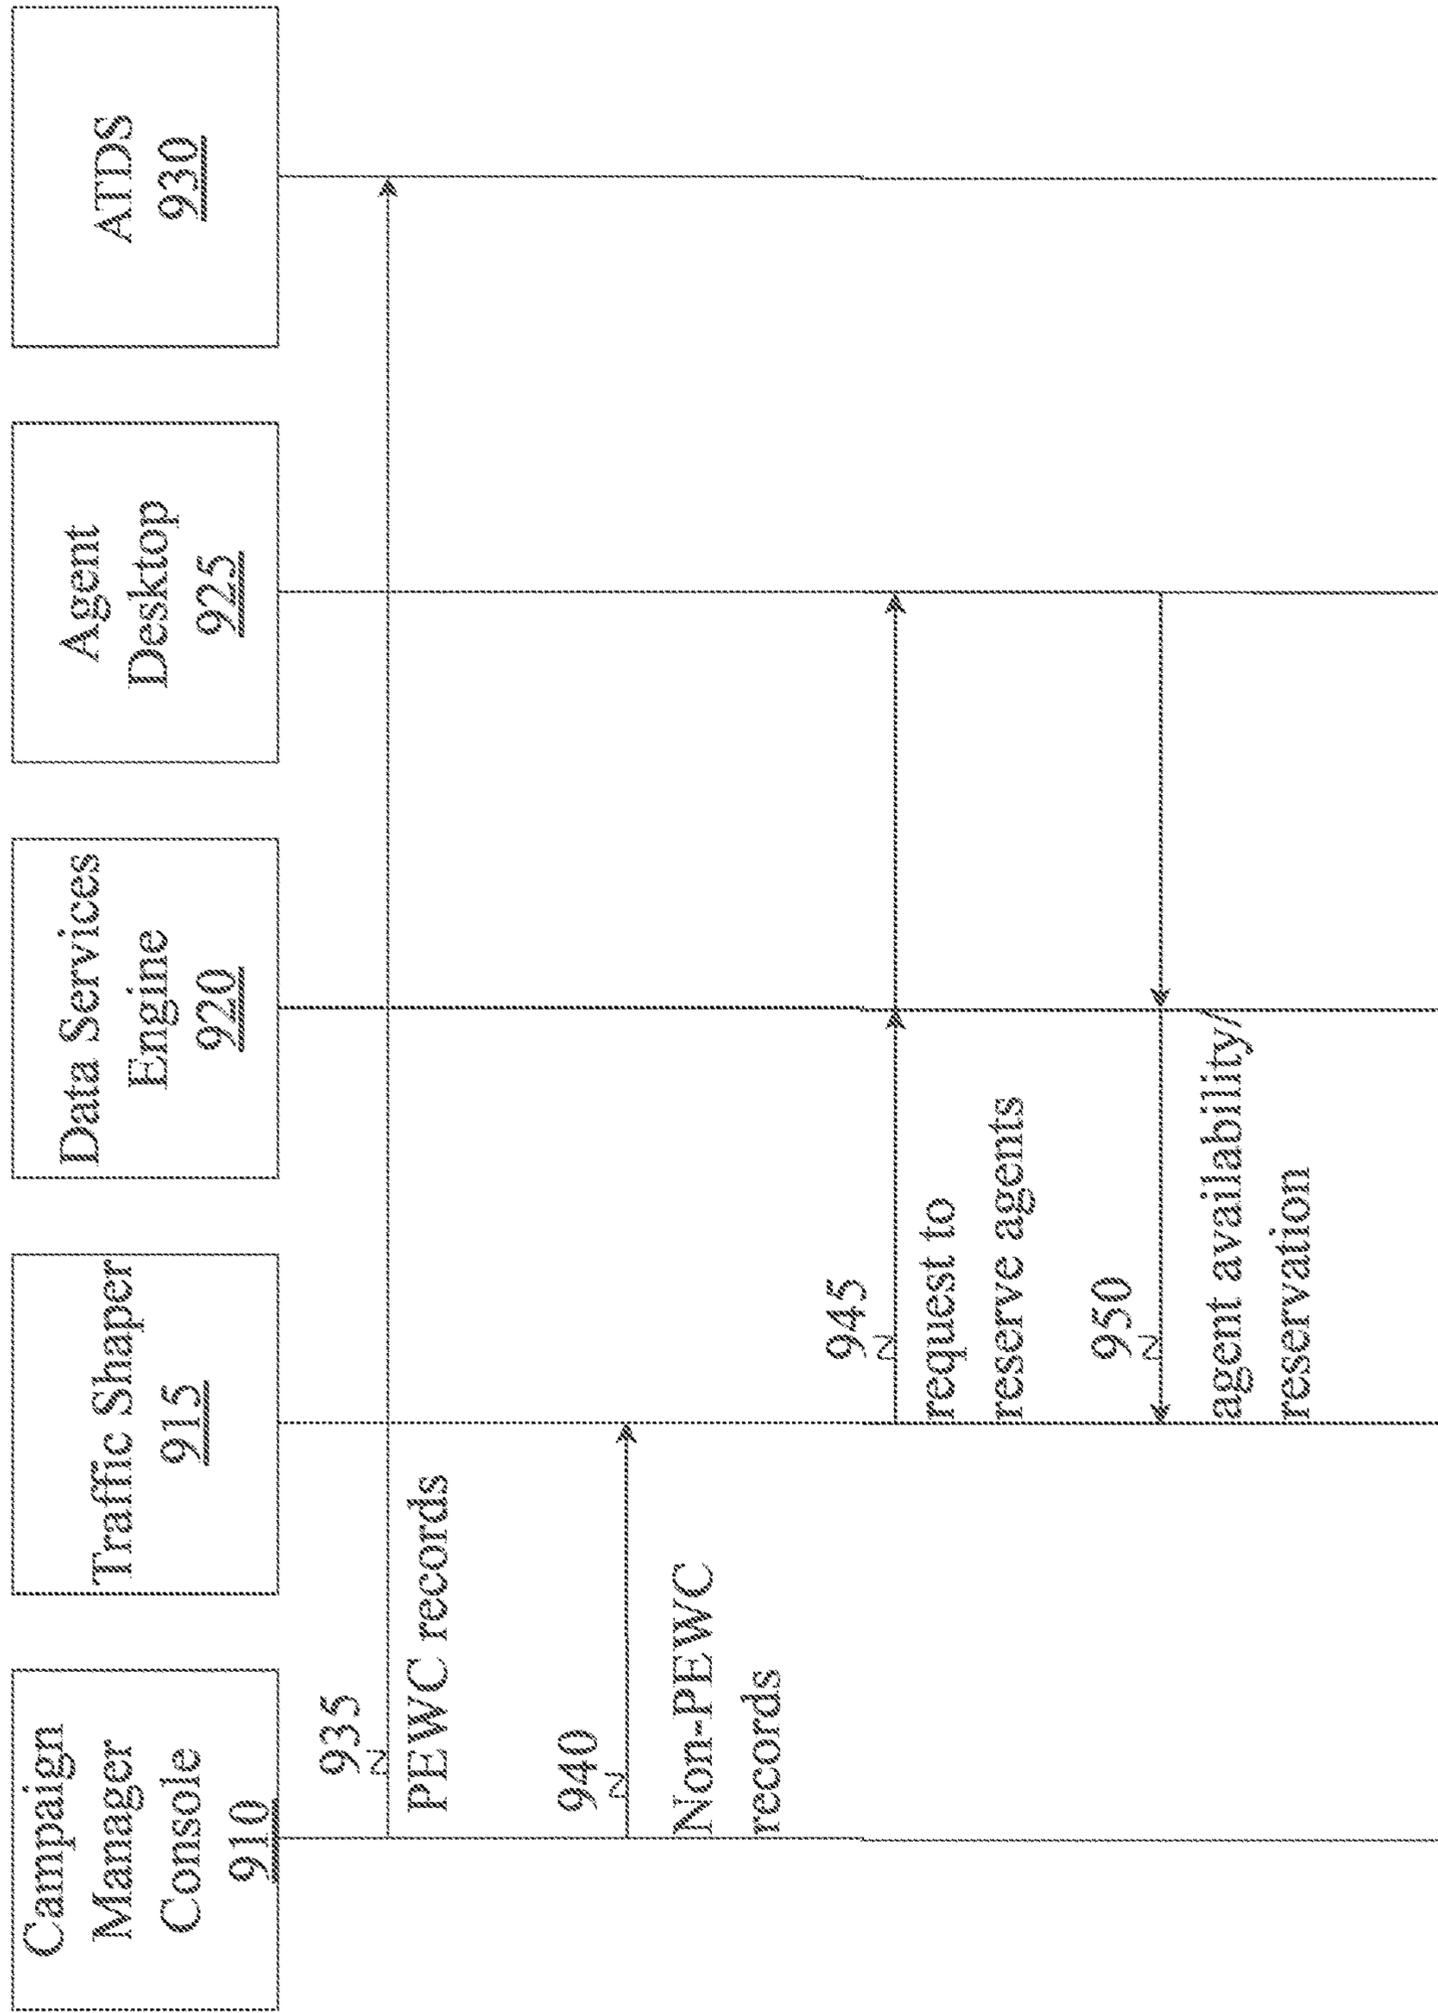 Campaign
Manager
Console
910
Traffic Shaper
915
Data Services
Engine
920
Agent
Desktop
925
ATDS
930
935
PEWC records
940
Non-PEWC
records
945
request to
reserve agents
950
agent availability/
reservation